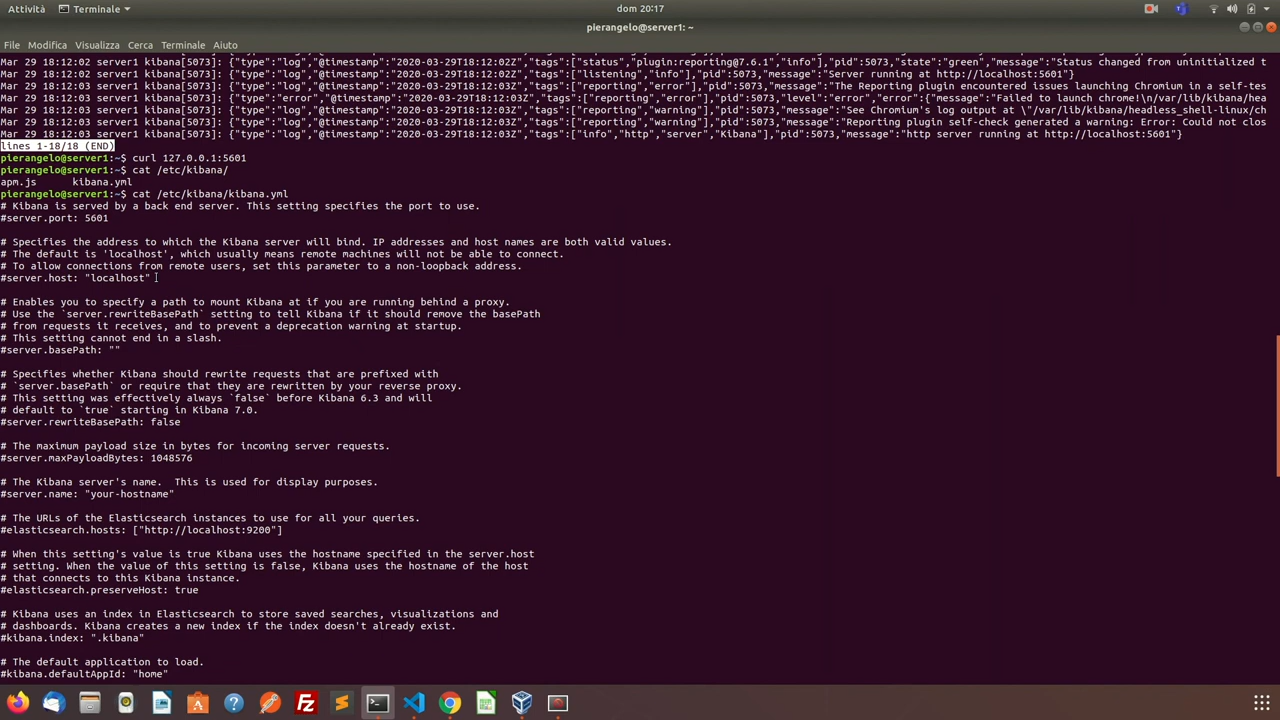 Attività
Terminale
dom 20:17
pierangelo@server1: ~
File Modifica Visualizza Cerca Terminale Aiuto
Mar 29 18:12:02 server1 kibana[5073]: {"type":"log","@timestamp":"2020-03-29T18:12:02Z","tags":["status","plugin:reporting@7.6.1","info"],"pid":5073,"state":"green","message":"Status changed from uninitialized t
Mar 29 18:12:02 server1 kibana[5073]: {"type":"log","@timestamp":"2020-03-29T18:12:02Z","tags":["listening","info"],"pid":5073,"message":"Server running at http://localhost:5601"}
Mar 29 18:12:03 server1 kibana[5073]: {"type":"log","@timestamp":"2020-03-29T18:12:03Z","tags":["reporting","error"],"pid":5073,"message":"The Reporting plugin encountered issues launching Chromium in a self-tes
Mar 29 18:12:03 server1 kibana[5073]: {"type":"error","@timestamp":"2020-03-29T18:12:03Z","tags":["reporting","error"],"pid":5073,"level":"error","error":{"message":"Failed to launch chrome!\n/var/lib/kibana/hea
Mar 29 18:12:03 server1 kibana[5073]: {"type":"log","@timestamp":"2020-03-29T18:12:03Z","tags":["reporting","warning"],"pid":5073,"message":"See Chromium's log output at \"/var/lib/kibana/headless_shell-linux/ch
Mar 29 18:12:03 server1 kibana[5073]: {"type":"log","@timestamp":"2020-03-29T18:12:03Z","tags":["reporting","warning"],"pid":5073,"message":"Reporting plugin self-check generated a warning: Error: Could not clos
Mar 29 18:12:03 server1 kibana[5073]: {"type":"log","@timestamp":"2020-03-29T18:12:03Z","tags":["info","http","server","Kibana"],"pid":5073,"message":"http server running at http://localhost:5601"}
lines 1-18/18 (END)
pierangelo@server1:~$ curl 127.0.0.1:5601
pierangelo@server1:~$ cat /etc/kibana/
apm.js kibana.yml
pierangelo@server1:~$ cat /etc/kibana/kibana.yml
# Kibana is served by a back end server. This setting specifies the port to use.
#server.port: 5601
# Specifies the address to which the Kibana server will bind. IP addresses and host names are both valid values.
# The default is 'localhost', which usually means remote machines will not be able to connect.
# To allow connections from remote users, set this parameter to a non-loopback address.
#server.host: "localhost"
# Enables you to specify a path to mount Kibana at if you are running behind a proxy.
# Use the `server.rewriteBasePath` setting to tell Kibana if it should remove the basePath
# from requests it receives, and to prevent a deprecation warning at startup.
# This setting cannot end in a slash.
#server.basePath: ""
# Specifies whether Kibana should rewrite requests that are prefixed with
# `server.basePath` or require that they are rewritten by your reverse proxy.
# This setting was effectively always `false` before Kibana 6.3 and will
# default to `true` starting in Kibana 7.0.
#server.rewriteBasePath: false
# The maximum payload size in bytes for incoming server requests.
#server.maxPayloadBytes: 1048576
# The Kibana server's name.  This is used for display purposes.
#server.name: "your-hostname"
# The URLs of the Elasticsearch instances to use for all your queries.
#elasticsearch.hosts: ["http://localhost:9200"]
# When this setting's value is true Kibana uses the hostname specified in the server.host
# setting. When the value of this setting is false, Kibana uses the hostname of the host
# that connects to this Kibana instance.
#elasticsearch.preserveHost: true
# Kibana uses an index in Elasticsearch to store saved searches, visualizations and
# dashboards. Kibana creates a new index if the index doesn't already exist.
#kibana.index: ".kibana"
# The default application to load.
#kibana.defaultAppId: "home"